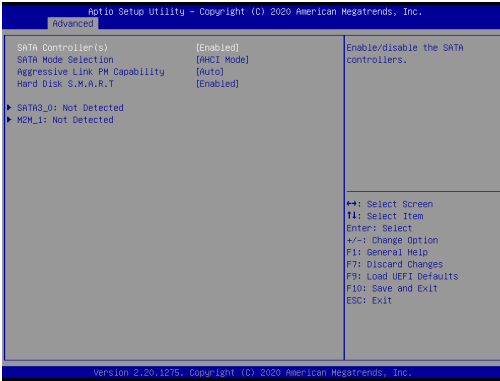 Aptio Setup Utility – Copyright (C) 2020 American Megatrends, Inc.
Advanced
SATA Controller(s) [Enabled]
SATA Mode Selection [AHCI Mode]
Aggressive Link PM Capability [Auto]
Hard Disk S.M.A.R.T [Enabled]
SATA3_0: Not Detected
M2M_1: Not Detected
Enable/disable the SATA
controllers.
↔: Select Screen
↑↓: Select Item
Enter: Select
+/-: Change Option
F1: General Help
F7: Discard Changes
F9: Load UEFI Defaults
F10: Save and Exit
ESC: Exit
Version 2.20.1275. Copyright (C) 2020 American Megatrends, Inc.